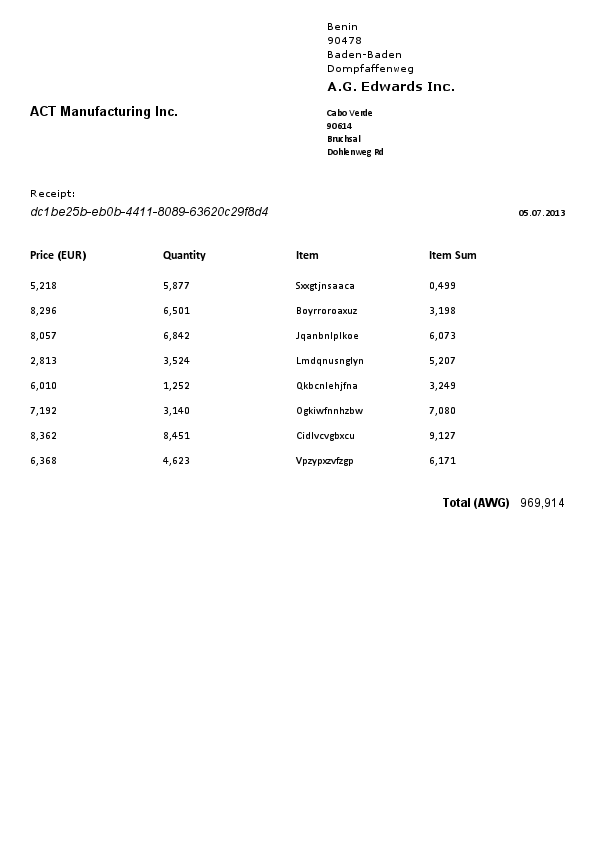 Benin
90478
Baden-Baden
Dompfaffenweg
A.G. Edwards Inc.
ACT Manufacturing Inc.
Cabo Verde
90614
Bruchsal
Dohlenweg Rd
Receipt:
dc1be25b-eb0b-4411-8089-63620c29f8d4 05.07.2013
Price (EUR) Quantity Item Item Sum
5,218 5,877 Sxxgtjnsaaca 0,499
8,296 6,501 Boyrroroaxuz 3,198
8,057 6,842 Jqanbnlplkoe 6,073
2,813 3,524 Lmdqnusnglyn 5,207
6,010 1,252 Qkbcnlehjfna 3,249
7,192 3,140 Ogkiwfnnhzbw 7,080
8,362 8,451 Cidlvcvgbxcu 9,127
6,368 4,623 Vpzypxzvfzgp 6,171
Total (AWG) 969,914